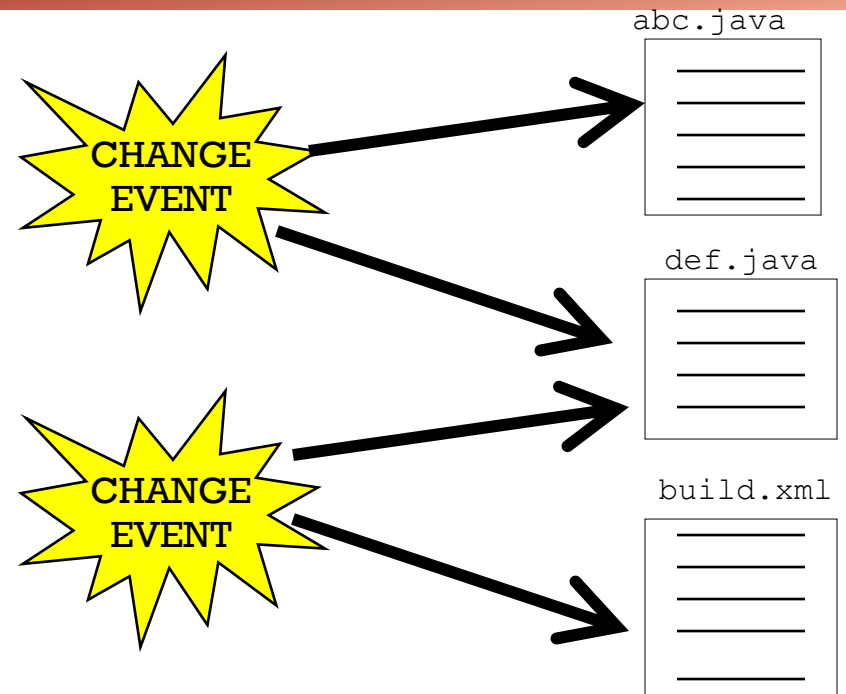 abc.java
CHANGE
EVENT
def.java
CHANGE
EVENT
build.xml